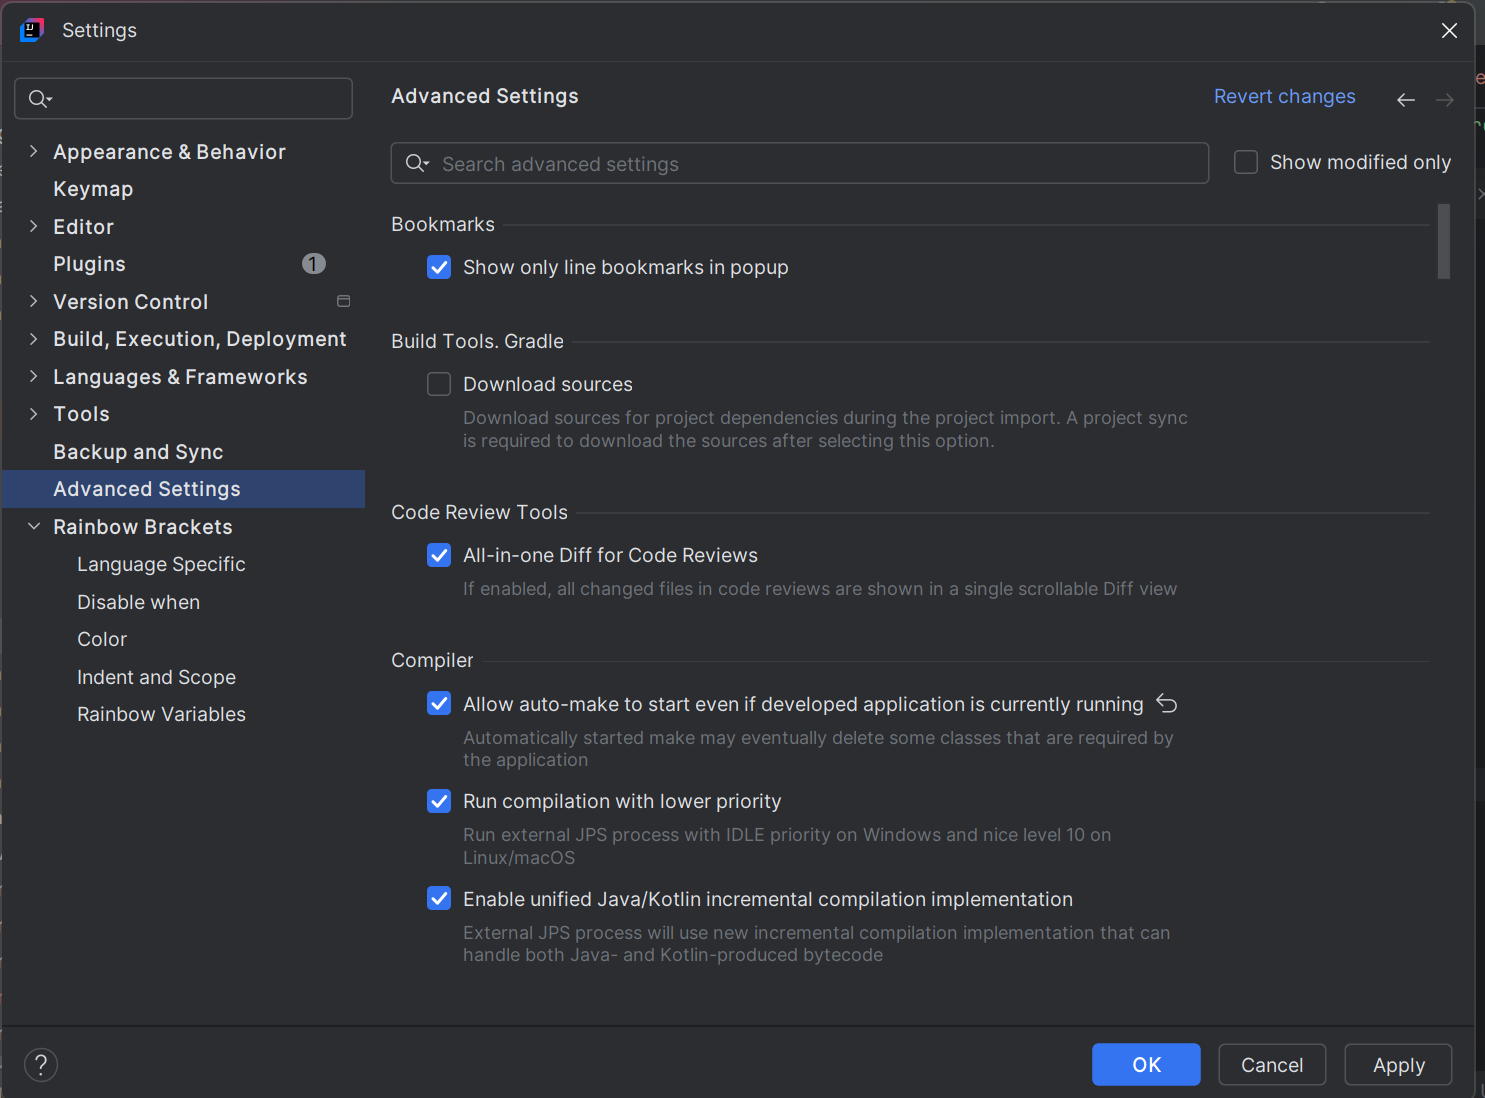 Settings
Advanced Settings
Revert changes
Search advanced settings
Show modified only
Appearance & Behavior
Keymap
Editor
Plugins
1
Version Control
Build, Execution, Deployment
Languages & Frameworks
Tools
Backup and Sync
Advanced Settings
Rainbow Brackets
Language Specific
Disable when
Color
Indent and Scope
Rainbow Variables
Bookmarks
Show only line bookmarks in popup
Build Tools. Gradle
Download sources
Download sources for project dependencies during the project import. A project sync
is required to download the sources after selecting this option.
Code Review Tools
All-in-one Diff for Code Reviews
If enabled, all changed files in code reviews are shown in a single scrollable Diff view
Compiler
Allow auto-make to start even if developed application is currently running
Automatically started make may eventually delete some classes that are required by
the application
Run compilation with lower priority
Run external JPS process with IDLE priority on Windows and nice level 10 on
Linux/macOS
Enable unified Java/Kotlin incremental compilation implementation
External JPS process will use new incremental compilation implementation that can
handle both Java- and Kotlin-produced bytecode
?
OK
Cancel
Apply